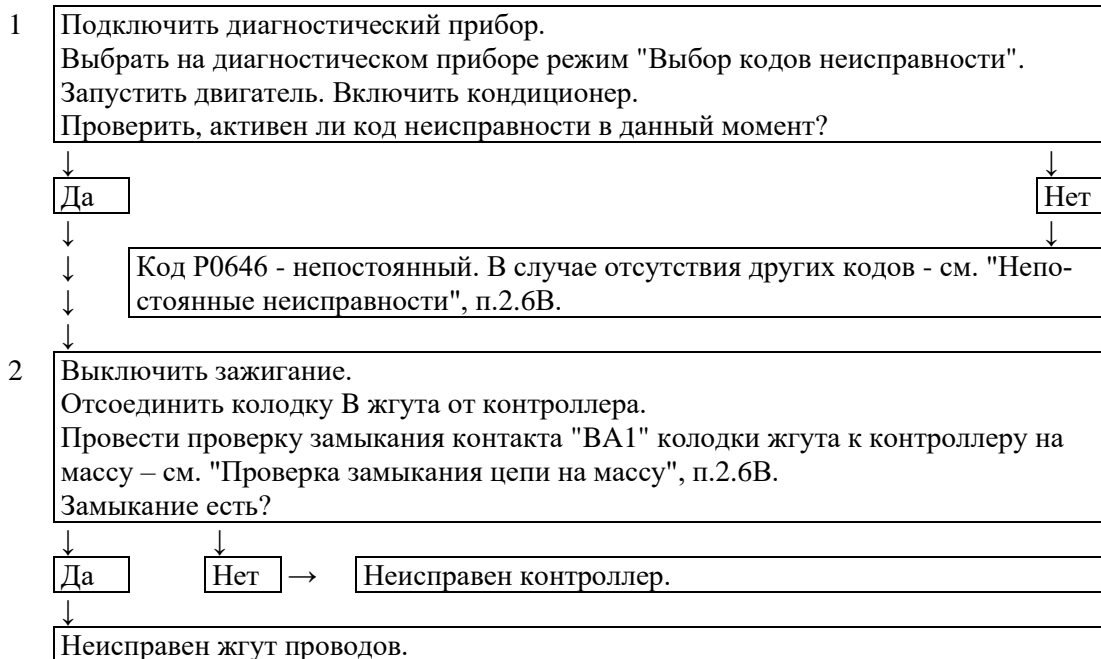 1 Подключить диагностический прибор.
Выбрать на диагностическом приборе режим "Выбор кодов неисправности".
Запустить двигатель. Включить кондиционер.
Проверить, активен ли код неисправности в данный момент?
↓ ↓
Да Нет
↓ ↓
↓ Код Р0646 - непостоянный. В случае отсутствия других кодов - см. "Непо-
↓ стоянные неисправности", п.2.6В.
↓
2 Выключить зажигание.
Отсоединить колодку В жгута от контроллера.
Провести проверку замыкания контакта "ВА1" колодки жгута к контроллеру на
массу – см. "Проверка замыкания цепи на массу", п.2.6В.
Замыкание есть?
↓ ↓
Да Нет → Неисправен контроллер.
↓
Неисправен жгут проводов.